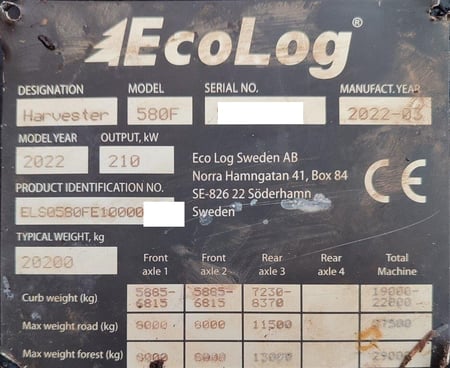 EcoLog®
DESIGNATION MODEL SERIAL NO. MANUFACT. YEAR
Harvester 580F 2022-03
MODEL YEAR OUTPUT, kW
2022 210
Eco Log Sweden AB
Norra Hamngatan 41, Box 84
SE-826 22 Söderhamn
Sweden
CE
PRODUCT IDENTIFICATION NO.
ELS0580FE10000
TYPICAL WEIGHT, kg
20200
Front axle 1 Front axle 2 Rear axle 3 Rear axle 4 Total Machine
Curb weight (kg) 5885-6815 5885-6815 7230-8370 19000-22000
Max weight road (kg) 8000 8000 11500 27500
Max weight forest (kg) 8000 8000 13000 29000